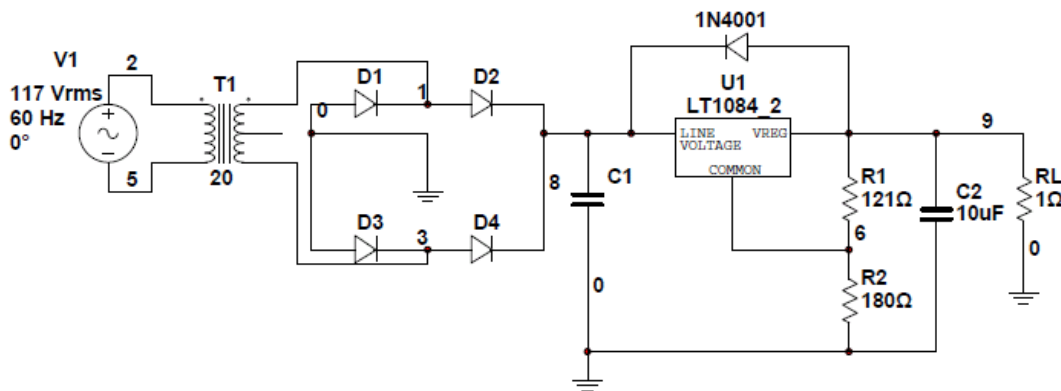 1N4001
V1
2
T1
D1
1
D2
U1
LT1084_2
117 Vrms
60 Hz
0°
0
LINE VREG
VOLTAGE
COMMON
9
5
20
8
C1
R1
121Ω
C2
10uF
RL
1Ω
D3
3
D4
6
0
0
R2
180Ω